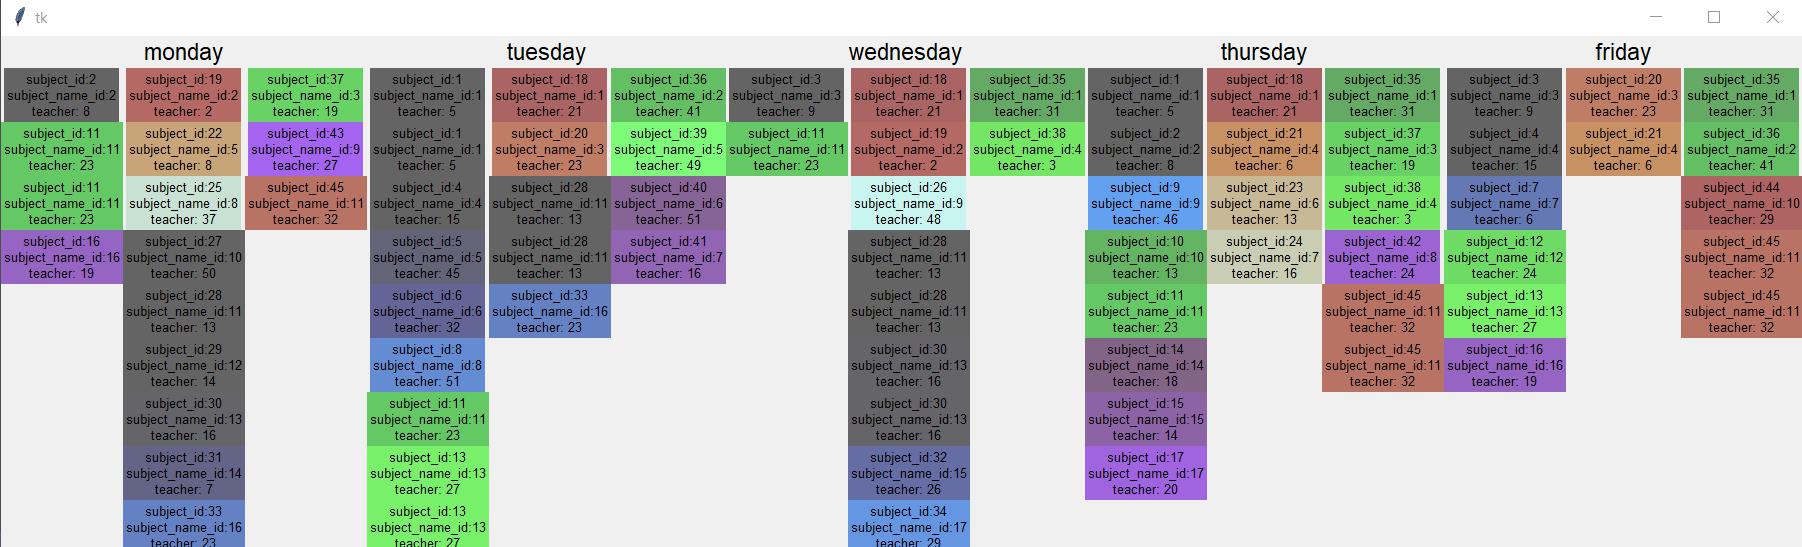 tk
monday
subject_id:2
subject_name_id:2
teacher: 8
subject_id:11
subject_name_id:11
teacher: 23
subject_id:11
subject_name_id:11
teacher: 23
subject_id:16
subject_name_id:16
teacher: 19
subject_id:19
subject_name_id:2
teacher: 2
subject_id:22
subject_name_id:5
teacher: 8
subject_id:25
subject_name_id:8
teacher: 37
subject_id:27
subject_name_id:10
teacher: 50
subject_id:28
subject_name_id:11
teacher: 13
subject_id:29
subject_name_id:12
teacher: 14
subject_id:30
subject_name_id:13
teacher: 16
subject_id:31
subject_name_id:14
teacher: 7
subject_id:33
subject_name_id:16
teacher: 23
subject_id:37
subject_name_id:3
teacher: 19
subject_id:43
subject_name_id:9
teacher: 27
subject_id:45
subject_name_id:11
teacher: 32
tuesday
subject_id:1
subject_name_id:1
teacher: 5
subject_id:1
subject_name_id:1
teacher: 5
subject_id:4
subject_name_id:4
teacher: 15
subject_id:5
subject_name_id:5
teacher: 45
subject_id:6
subject_name_id:6
teacher: 32
subject_id:8
subject_name_id:8
teacher: 51
subject_id:11
subject_name_id:11
teacher: 23
subject_id:13
subject_name_id:13
teacher: 27
subject_id:13
subject_name_id:13
teacher: 27
subject_id:18
subject_name_id:1
teacher: 21
subject_id:20
subject_name_id:3
teacher: 23
subject_id:28
subject_name_id:11
teacher: 13
subject_id:28
subject_name_id:11
teacher: 13
subject_id:33
subject_name_id:16
teacher: 23
subject_id:36
subject_name_id:2
teacher: 41
subject_id:39
subject_name_id:5
teacher: 49
subject_id:40
subject_name_id:6
teacher: 51
subject_id:41
subject_name_id:7
teacher: 16
wednesday
subject_id:3
subject_name_id:3
teacher: 9
subject_id:11
subject_name_id:11
teacher: 23
subject_id:18
subject_name_id:1
teacher: 21
subject_id:19
subject_name_id:2
teacher: 2
subject_id:26
subject_name_id:9
teacher: 48
subject_id:28
subject_name_id:11
teacher: 13
subject_id:28
subject_name_id:11
teacher: 13
subject_id:30
subject_name_id:13
teacher: 16
subject_id:30
subject_name_id:13
teacher: 16
subject_id:32
subject_name_id:15
teacher: 26
subject_id:34
subject_name_id:17
teacher: 29
subject_id:35
subject_name_id:1
teacher: 31
subject_id:38
subject_name_id:4
teacher: 3
thursday
subject_id:1
subject_name_id:1
teacher: 5
subject_id:2
subject_name_id:2
teacher: 8
subject_id:9
subject_name_id:9
teacher: 46
subject_id:10
subject_name_id:10
teacher: 13
subject_id:11
subject_name_id:11
teacher: 23
subject_id:14
subject_name_id:14
teacher: 18
subject_id:15
subject_name_id:15
teacher: 14
subject_id:17
subject_name_id:17
teacher: 20
subject_id:18
subject_name_id:1
teacher: 21
subject_id:21
subject_name_id:4
teacher: 6
subject_id:23
subject_name_id:6
teacher: 13
subject_id:24
subject_name_id:7
teacher: 16
subject_id:35
subject_name_id:1
teacher: 31
subject_id:37
subject_name_id:3
teacher: 19
subject_id:38
subject_name_id:4
teacher: 3
subject_id:42
subject_name_id:8
teacher: 24
subject_id:45
subject_name_id:11
teacher: 32
subject_id:45
subject_name_id:11
teacher: 32
friday
subject_id:3
subject_name_id:3
teacher: 9
subject_id:4
subject_name_id:4
teacher: 15
subject_id:7
subject_name_id:7
teacher: 6
subject_id:12
subject_name_id:12
teacher: 24
subject_id:13
subject_name_id:13
teacher: 27
subject_id:16
subject_name_id:16
teacher: 19
subject_id:20
subject_name_id:3
teacher: 23
subject_id:21
subject_name_id:4
teacher: 6
subject_id:35
subject_name_id:1
teacher: 31
subject_id:36
subject_name_id:2
teacher: 41
subject_id:44
subject_name_id:10
teacher: 29
subject_id:45
subject_name_id:11
teacher: 32
subject_id:45
subject_name_id:11
teacher: 32